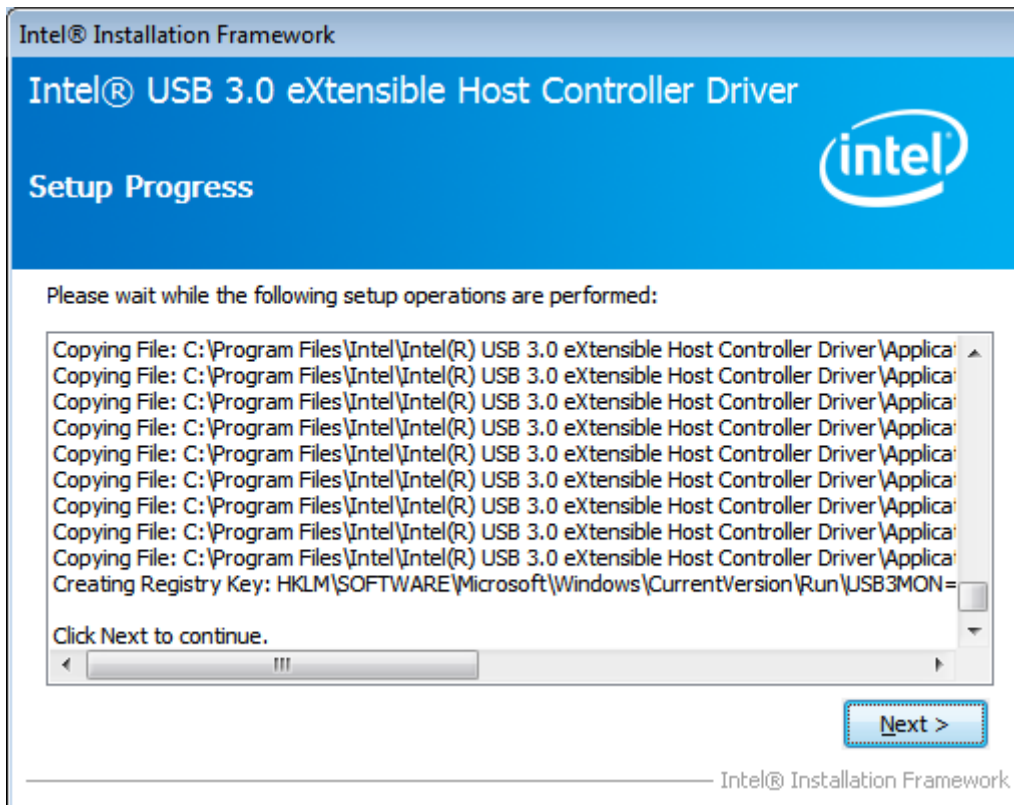 Intel® Installation Framework
Intel® USB 3.0 eXtensible Host Controller Driver
intel
Setup Progress
Please wait while the following setup operations are performed:
Copying File: C:\Program Files\Intel\Intel(R) USB 3.0 eXtensible Host Controller Driver\Applicat
Copying File: C:\Program Files\Intel\Intel(R) USB 3.0 eXtensible Host Controller Driver\Applicat
Copying File: C:\Program Files\Intel\Intel(R) USB 3.0 eXtensible Host Controller Driver\Applicat
Copying File: C:\Program Files\Intel\Intel(R) USB 3.0 eXtensible Host Controller Driver\Applicat
Copying File: C:\Program Files\Intel\Intel(R) USB 3.0 eXtensible Host Controller Driver\Applicat
Copying File: C:\Program Files\Intel\Intel(R) USB 3.0 eXtensible Host Controller Driver\Applicat
Copying File: C:\Program Files\Intel\Intel(R) USB 3.0 eXtensible Host Controller Driver\Applicat
Copying File: C:\Program Files\Intel\Intel(R) USB 3.0 eXtensible Host Controller Driver\Applicat
Copying File: C:\Program Files\Intel\Intel(R) USB 3.0 eXtensible Host Controller Driver\Applicat
Creating Registry Key: HKLM\SOFTWARE\Microsoft\Windows\CurrentVersion\Run\USB3MON=
Click Next to continue.
Next >
Intel® Installation Framework